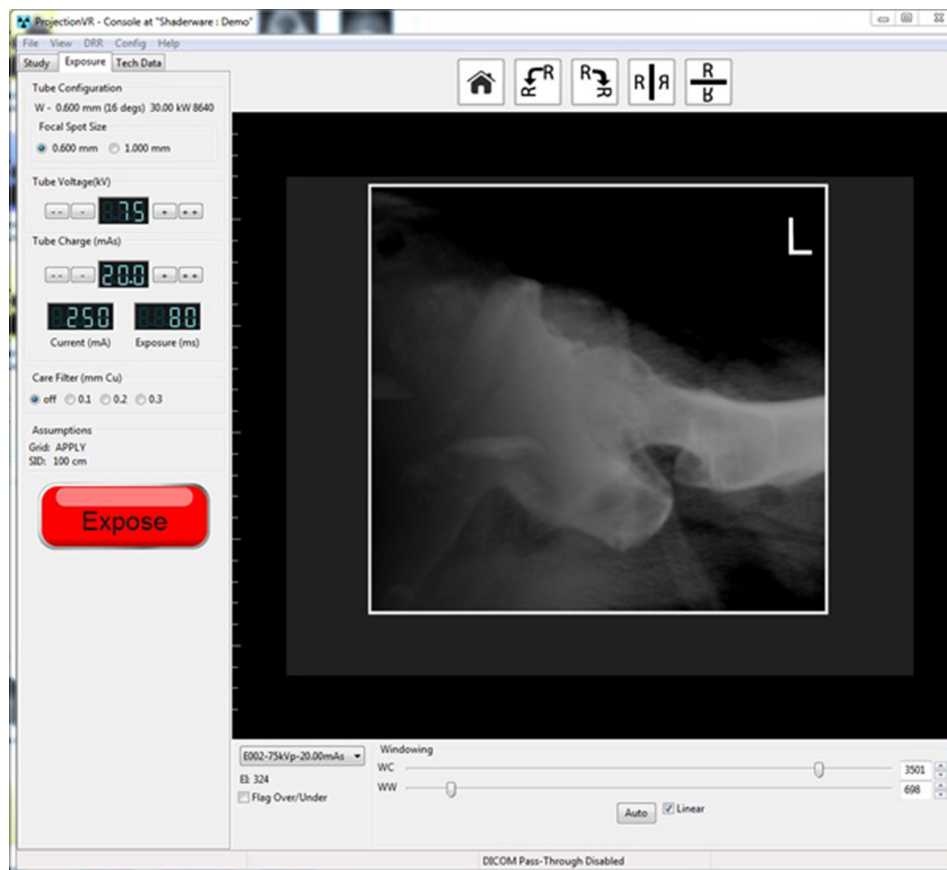 ProjectionVR - Console at "Shaderware : Demo"
File View DRR Config Help
Study Exposure Tech Data
Tube Configuration
W - 0.600 mm (16 degs) 30.00 kW 8640
Focal Spot Size
0.600 mm 1.000 mm
Tube Voltage(kV)
-- - 75 + ++
Tube Charge (mAs)
-- - 20.0 + ++
250 80
Current (mA) Exposure (ms)
Care Filter (mm Cu)
off 0.1 0.2 0.3
Assumptions
Grid: APPLY
SID: 100 cm
Expose
R R R R R R R R
L
E002-75kVp-20.00mAs
EI: 324
Flag Over/Under
Windowing
WC 3501
WW 698
Auto Linear
DICOM Pass-Through Disabled